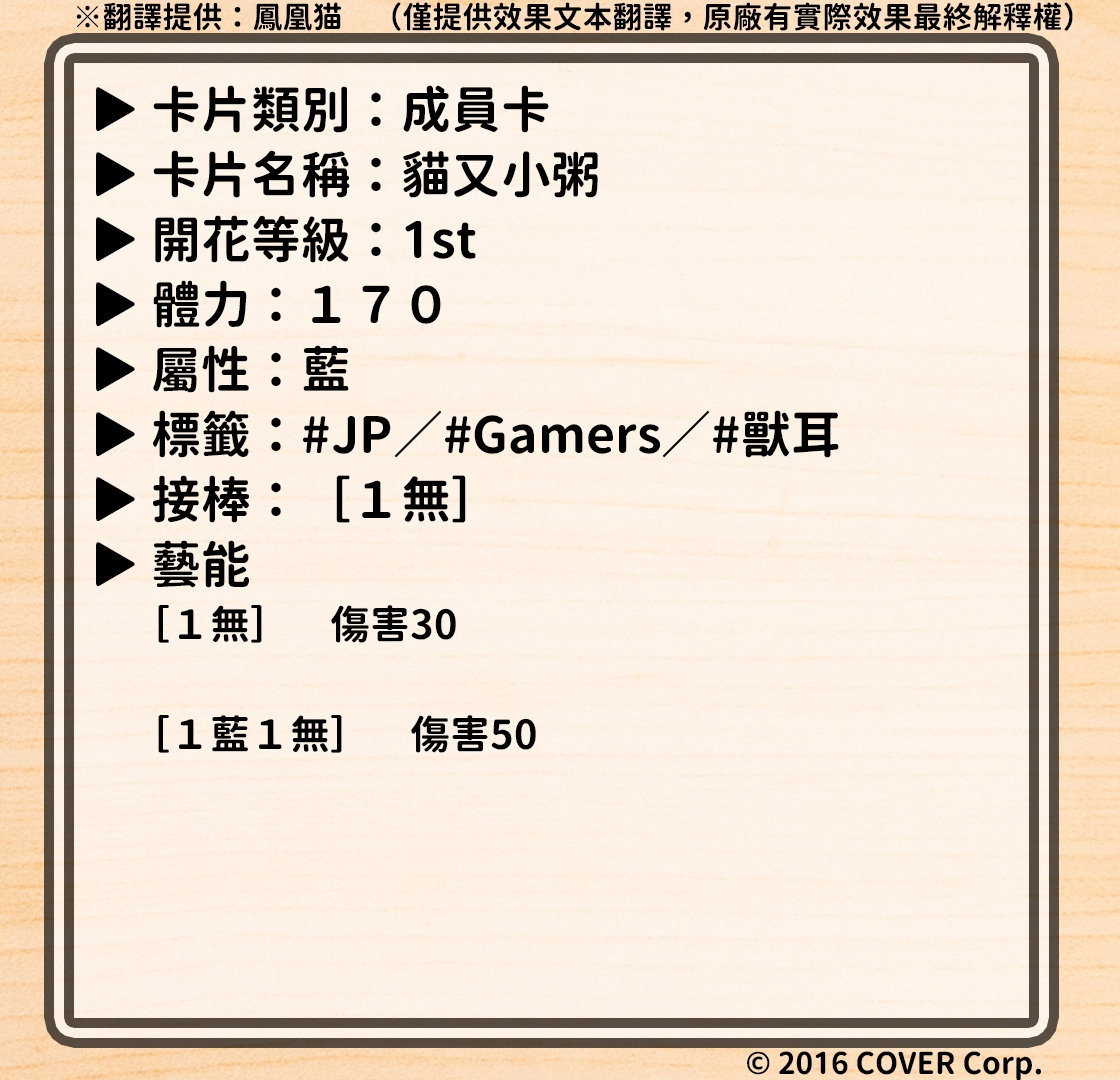 ※翻譯提供：鳳凰猫　（僅提供效果文本翻譯，原廠有實際效果最終解釋權）
▶ 卡片類別：成員卡
▶ 卡片名稱：貓又小粥
▶ 開花等級：1st
▶ 體力：１７０
▶ 屬性：藍
▶ 標籤：#JP／#Gamers／#獸耳
▶ 接棒：［１無］
▶ 藝能
［１無］　傷害30
［１藍１無］　傷害50
© 2016 COVER Corp.